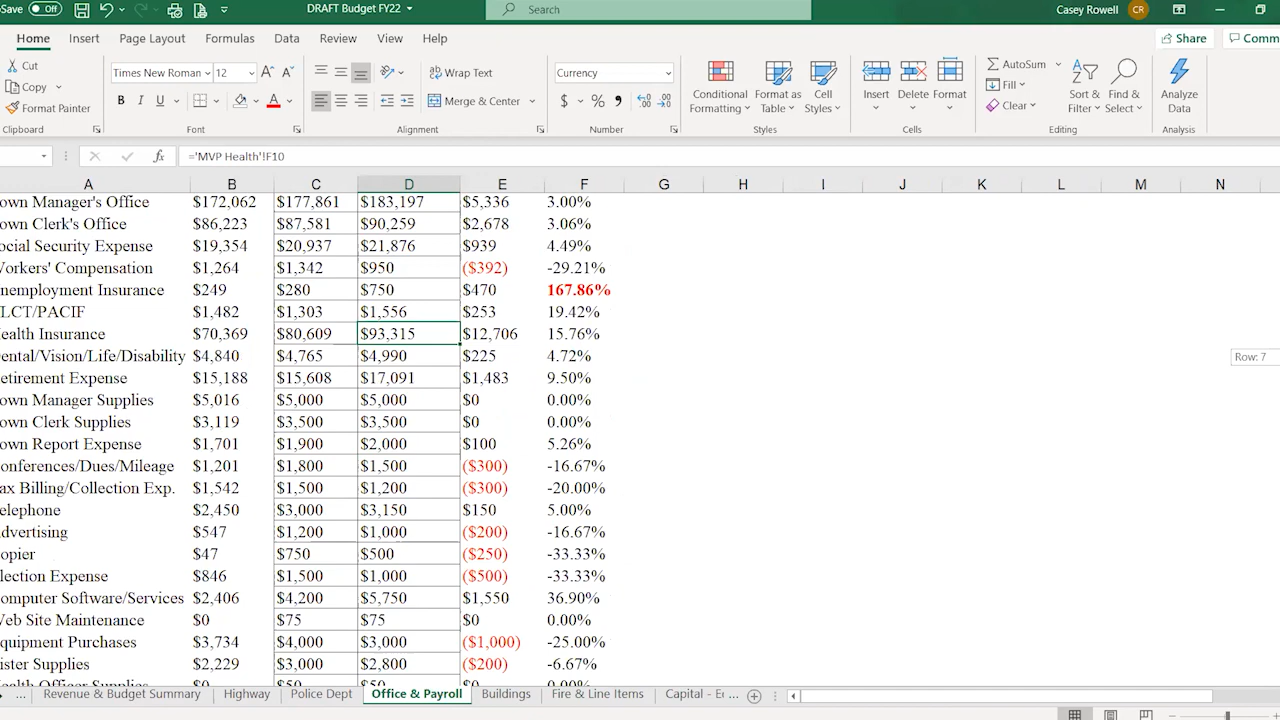 Save Off DRAFT Budget FY22 Search Casey Rowell CR
Home Insert Page Layout Formulas Data Review View Help Share Comm
Cut
Copy
Format Painter
Clipboard
Times New Roman 12
B I U
Font
Wrap Text
Merge & Center
Alignment
Currency
$ % ,
Number
Conditional Formatting
Format as Table
Cell Styles
Styles
Insert Delete Format
Cells
AutoSum
Fill
Clear
Sort & Filter
Find & Select
Editing
Analyze Data
Analysis
fx ='MVP Health'!F10
A B C D E F G H I J K L M N
own Manager's Office $172,062 $177,861 $183,197 $5,336 3.00%
own Clerk's Office $86,223 $87,581 $90,259 $2,678 3.06%
ocial Security Expense $19,354 $20,937 $21,876 $939 4.49%
Workers' Compensation $1,264 $1,342 $950 ($392) -29.21%
nemployment Insurance $249 $280 $750 $470 167.86%
LCT/PACIF $1,482 $1,303 $1,556 $253 19.42%
ealth Insurance $70,369 $80,609 $93,315 $12,706 15.76%
ental/Vision/Life/Disability $4,840 $4,765 $4,990 $225 4.72%
etirement Expense $15,188 $15,608 $17,091 $1,483 9.50%
own Manager Supplies $5,016 $5,000 $5,000 $0 0.00%
own Clerk Supplies $3,119 $3,500 $3,500 $0 0.00%
own Report Expense $1,701 $1,900 $2,000 $100 5.26%
onferences/Dues/Mileage $1,201 $1,800 $1,500 ($300) -16.67%
ax Billing/Collection Exp. $1,542 $1,500 $1,200 ($300) -20.00%
elephone $2,450 $3,000 $3,150 $150 5.00%
dvertising $547 $1,200 $1,000 ($200) -16.67%
opier $47 $750 $500 ($250) -33.33%
lection Expense $846 $1,500 $1,000 ($500) -33.33%
omputer Software/Services $2,406 $4,200 $5,750 $1,550 36.90%
Web Site Maintenance $0 $75 $75 $0 0.00%
quipment Purchases $3,734 $4,000 $3,000 ($1,000) -25.00%
ister Supplies $2,229 $3,000 $2,800 ($200) -6.67%
ealth Officer Supplies $0 $50 $50 $0 0.00%
Row: 7
... Revenue & Budget Summary Highway Police Dept Office & Payroll Buildings Fire & Line Items Capital - Er ...